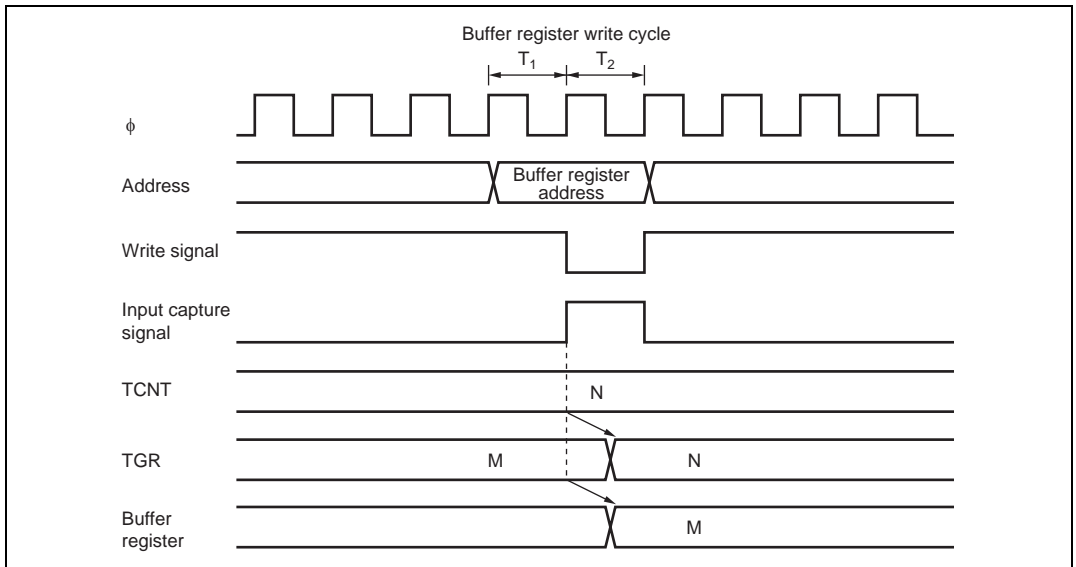 Buffer register write cycle
T1 T2
ϕ
Address
Buffer register
address
Write signal
Input capture
signal
TCNT
N
TGR
M N
Buffer
register
M